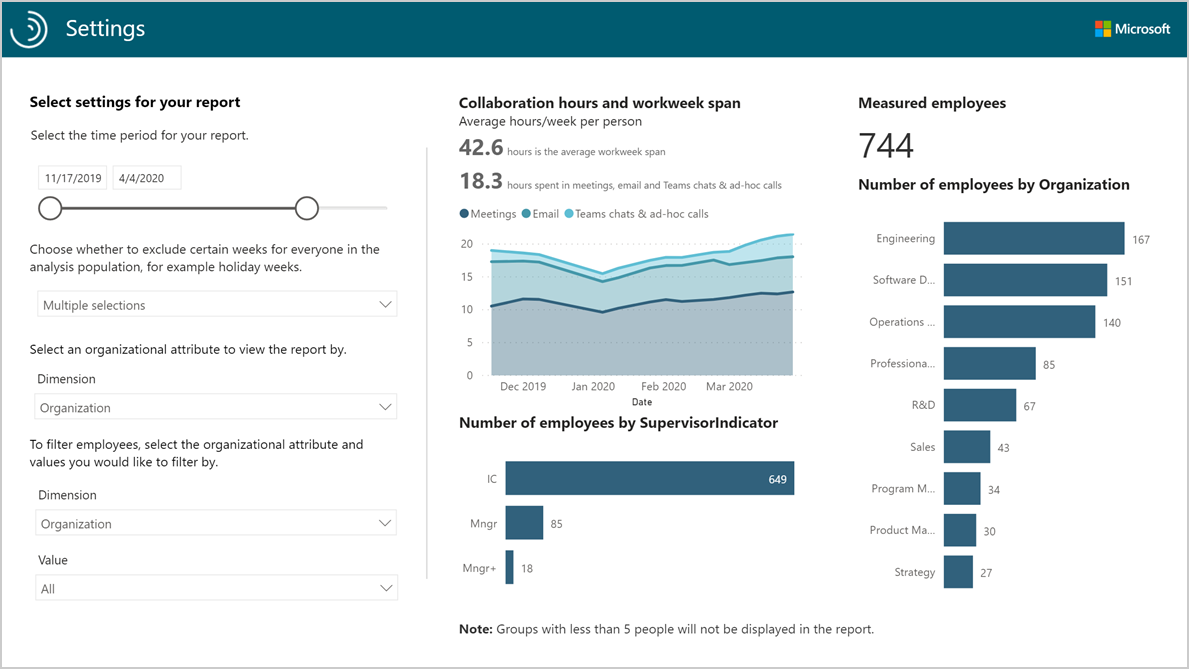 Settings
Microsoft
Select settings for your report
Select the time period for your report.
11/17/2019 4/4/2020
Choose whether to exclude certain weeks for everyone in the
analysis population, for example holiday weeks.
Multiple selections
Select an organizational attribute to view the report by.
Dimension
Organization
To filter employees, select the organizational attribute and
values you would like to filter by.
Dimension
Organization
Value
All
Collaboration hours and workweek span
Average hours/week per person
42.6 hours is the average workweek span
18.3 hours spent in meetings, email and Teams chats & ad-hoc calls
Meetings Email Teams chats & ad-hoc calls
20
15
10
5
0
Dec 2019 Jan 2020 Feb 2020 Mar 2020
Date
Number of employees by SupervisorIndicator
IC 649
Mngr 85
Mngr+ 18
Measured employees
744
Number of employees by Organization
Engineering 167
Software D... 151
Operations ... 140
Professiona... 85
R&D 67
Sales 43
Program M... 34
Product Ma... 30
Strategy 27
Note: Groups with less than 5 people will not be displayed in the report.